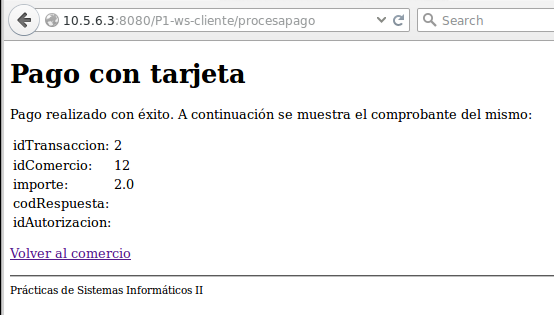 10.5.6.3:8080/P1-ws-cliente/procesapago
Search
Pago con tarjeta
Pago realizado con éxito. A continuación se muestra el comprobante del mismo:
idTransaccion: 2
idComercio: 12
importe: 2.0
codRespuesta:
idAutorizacion:
Volver al comercio
Prácticas de Sistemas Informáticos II